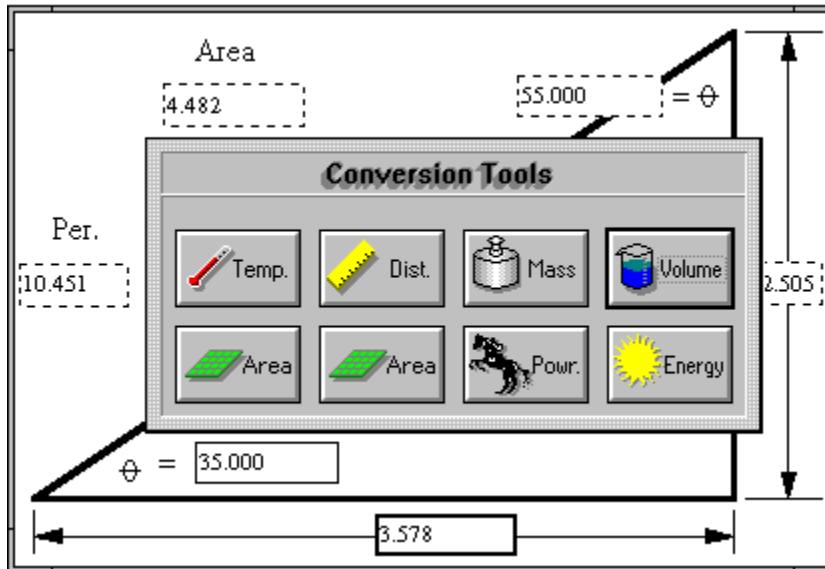 Area
4.482
55.000 = θ
Conversion Tools
Per.
10.451
Temp.
Dist.
Mass
Volume
2.505
Area
Area
Powr.
Energy
θ = 35.000
3.578